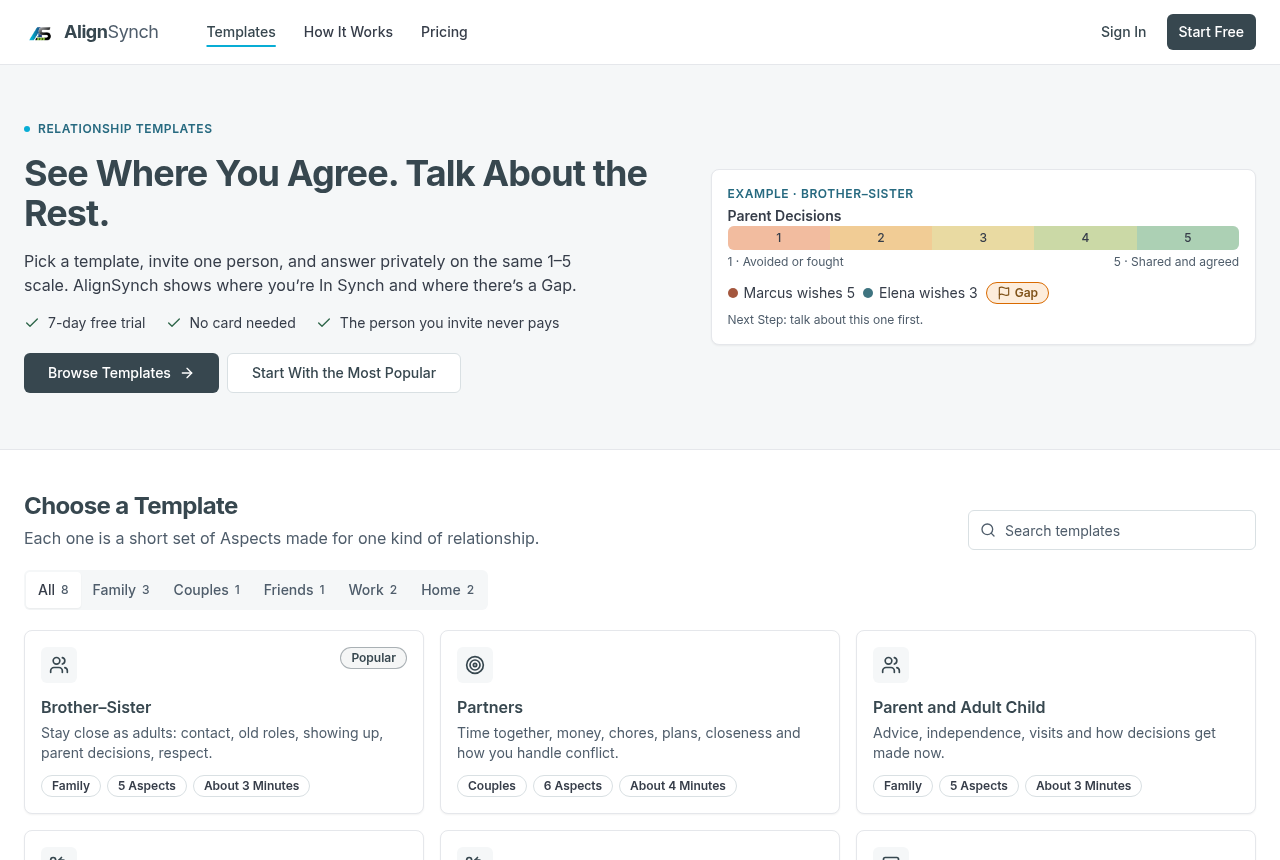 AlignSynch
Templates
How It Works
Pricing
Sign In
Start Free
RELATIONSHIP TEMPLATES
See Where You Agree. Talk About the
Rest.
Pick a template, invite one person, and answer privately on the same 1–5
scale. AlignSynch shows where you’re In Synch and where there’s a Gap.
7-day free trial
No card needed
The person you invite never pays
Browse Templates
Start With the Most Popular
EXAMPLE · BROTHER–SISTER
Parent Decisions
1 2 3 4 5
1 · Avoided or fought
5 · Shared and agreed
Marcus wishes 5
Elena wishes 3
Gap
Next Step: talk about this one first.
Choose a Template
Each one is a short set of Aspects made for one kind of relationship.
Search templates
All 8
Family 3
Couples 1
Friends 1
Work 2
Home 2
Popular
Brother–Sister
Stay close as adults: contact, old roles, showing up,
parent decisions, respect.
Family
5 Aspects
About 3 Minutes
Partners
Time together, money, chores, plans, closeness and
how you handle conflict.
Couples
6 Aspects
About 4 Minutes
Parent and Adult Child
Advice, independence, visits and how decisions get
made now.
Family
5 Aspects
About 3 Minutes